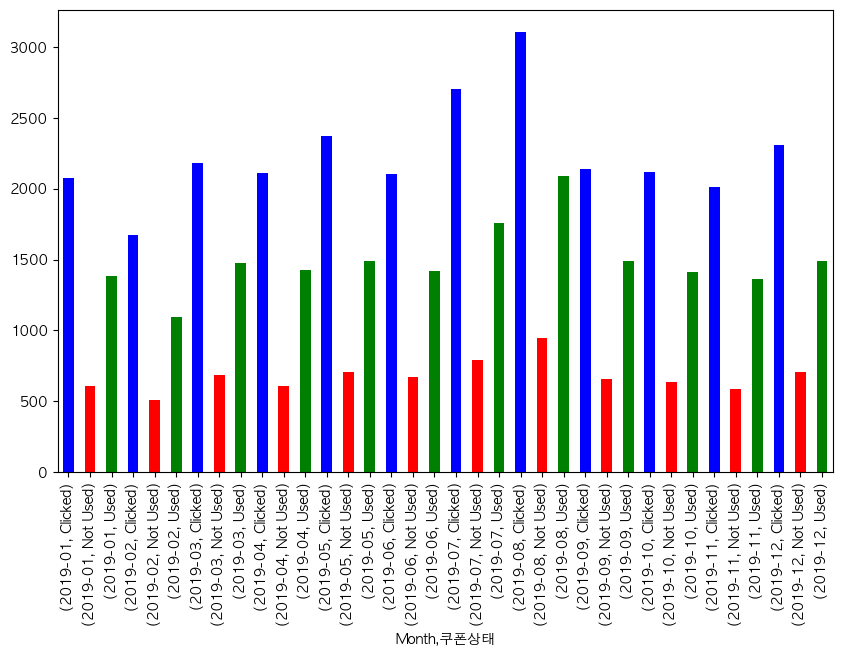 3000
2500
2000
1500
1000
500
0
(2019-01, Clicked)
(2019-01, Not Used)
(2019-01, Used)
(2019-02, Clicked)
(2019-02, Not Used)
(2019-02, Used)
(2019-03, Clicked)
(2019-03, Not Used)
(2019-03, Used)
(2019-04, Clicked)
(2019-04, Not Used)
(2019-04, Used)
(2019-05, Clicked)
(2019-05, Not Used)
(2019-05, Used)
(2019-06, Clicked)
(2019-06, Not Used)
(2019-06, Used)
(2019-07, Clicked)
(2019-07, Not Used)
(2019-07, Used)
(2019-08, Clicked)
(2019-08, Not Used)
(2019-08, Used)
(2019-09, Clicked)
(2019-09, Not Used)
(2019-09, Used)
(2019-10, Clicked)
(2019-10, Not Used)
(2019-10, Used)
(2019-11, Clicked)
(2019-11, Not Used)
(2019-11, Used)
(2019-12, Clicked)
(2019-12, Not Used)
(2019-12, Used)
Month,쿠폰상태